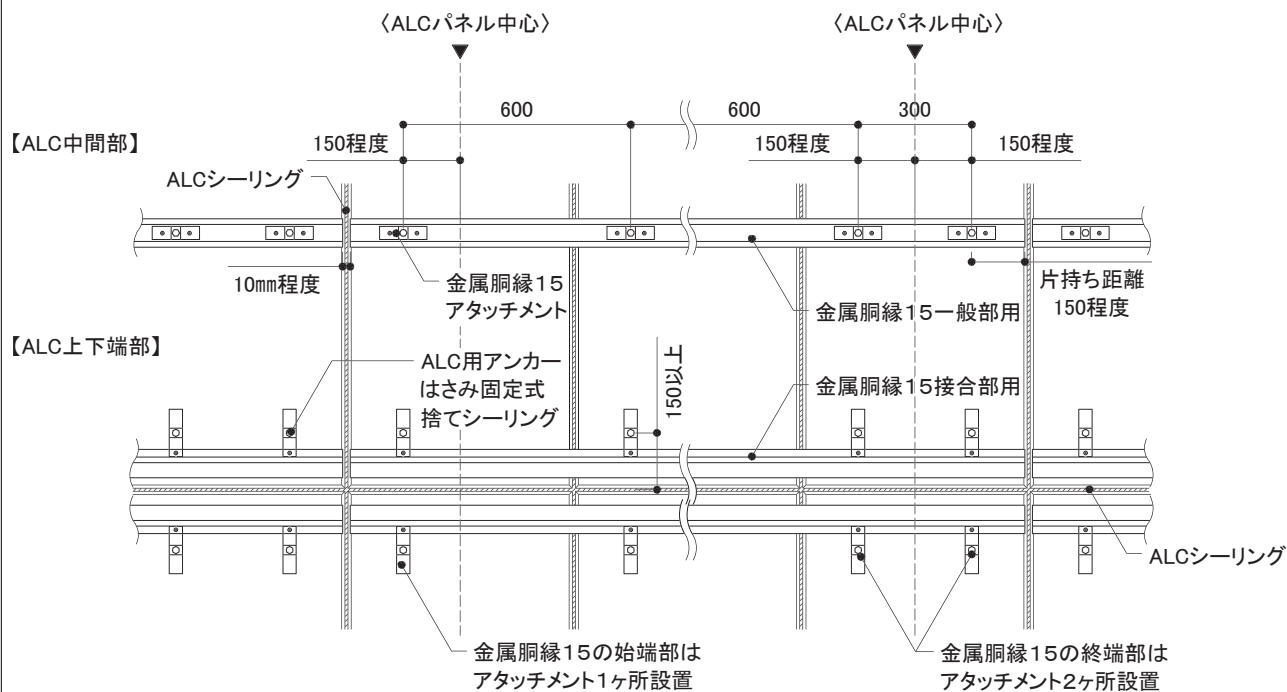 〈ALCパネル中心〉
〈ALCパネル中心〉
600
600
300
【ALC中間部】
150程度
150程度
150程度
ALCシーリング
10mm程度
金属胴縁15
アタッチメント
金属胴縁15一般部用
片持ち距離
150程度
【ALC上下端部】
ALC用アンカー
はさみ固定式
捨てシーリング
150以上
金属胴縁15接合部用
ALCシーリング
金属胴縁15の始端部は
アタッチメント1ヶ所設置
金属胴縁15の終端部は
アタッチメント2ヶ所設置